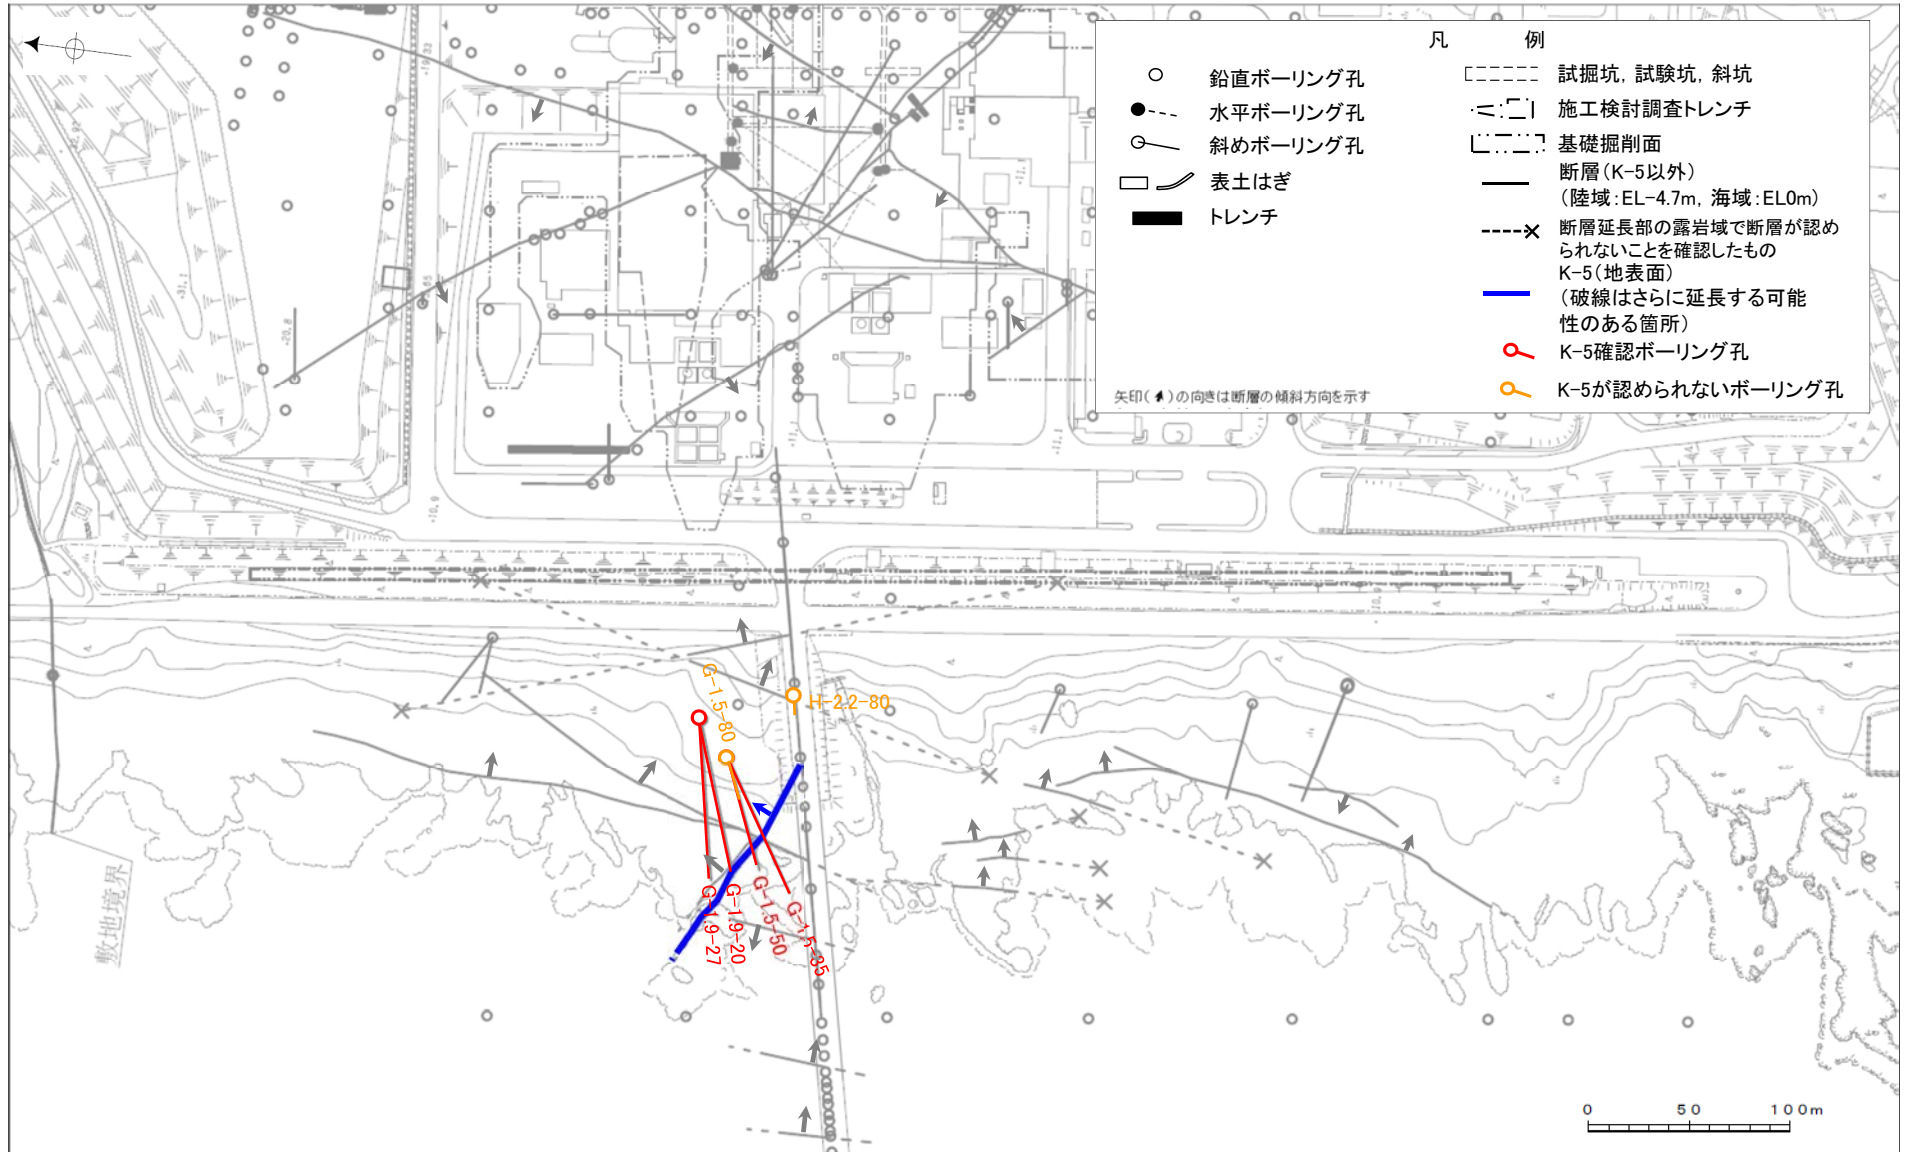 凡 例
鉛直ボーリング孔
水平ボーリング孔
斜めボーリング孔
表土はぎ
トレンチ
試掘坑, 試験坑, 斜坑
施工検討調査トレンチ
基礎掘削面
断層(K-5以外)
(陸域:EL-4.7m, 海域:EL0m)
断層延長部の露岩域で断層が認め
られないことを確認したもの
K-5(地表面)
(破線はさらに延長する可能
性のある箇所)
K-5確認ボーリング孔
K-5が認められないボーリング孔
矢印( )の向きは断層の傾斜方向を示す
G-1.5-80
H-2.2-80
G-1.9-27
G-1.9-20
G-1.5-50
G-1.5-35
敷地境界
0 50 100m